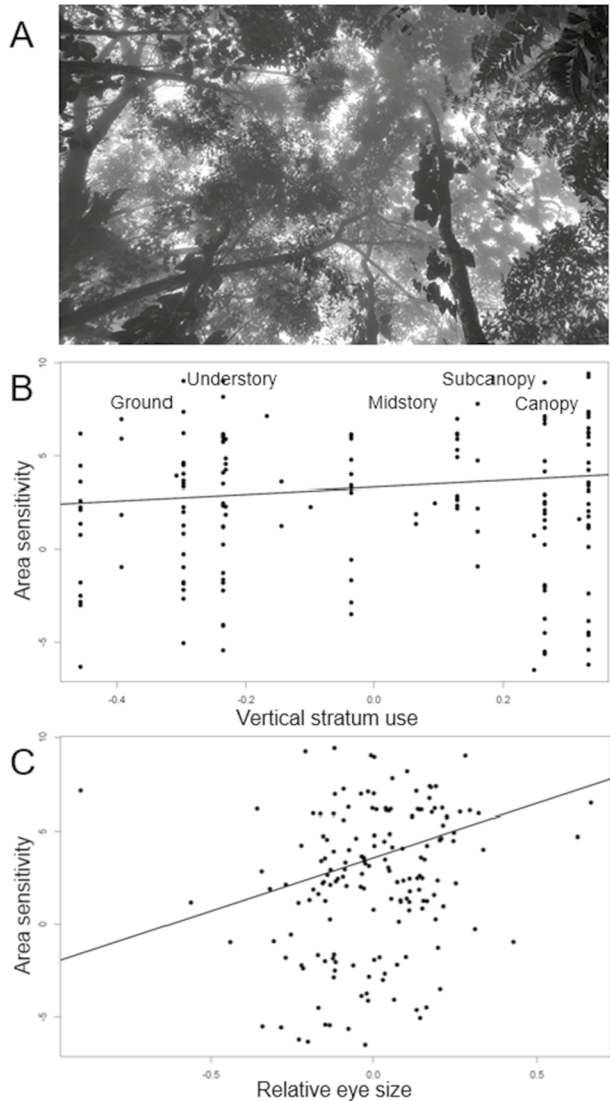 A
B
10
Understory
Subcanopy
Ground
Midstory
Canopy
Area sensitivity
5
0
-5
-0.4
-0.2
0.0
0.2
Vertical stratum use
C
10
Area sensitivity
5
0
-5
-0.5
0.0
0.5
Relative eye size